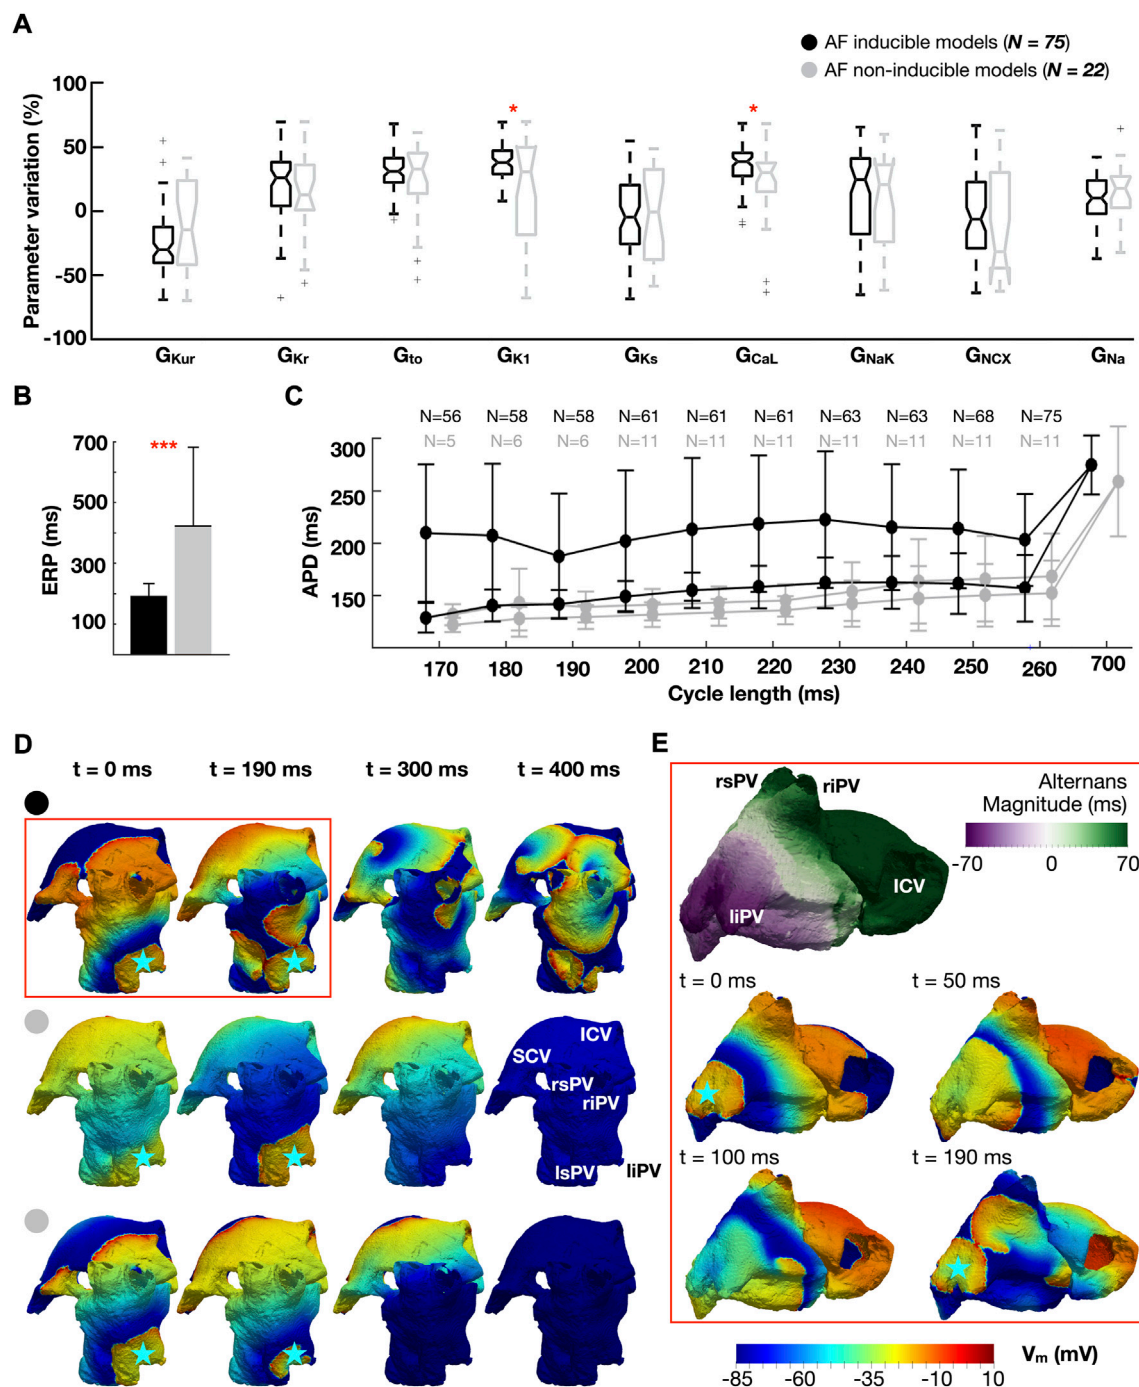 A
AF inducible models (N = 75)
AF non-inducible models (N = 22)
Parameter variation (%)
100
50
0
-50
-100
* *
GKur GKr Gto GK1 GKs GCaL GNaK GNCX GNa
B
ERP (ms)
700
500
300
100
***
C
N=56 N=58 N=58 N=61 N=61 N=61 N=63 N=63 N=68 N=75
N=5 N=6 N=6 N=11 N=11 N=11 N=11 N=11 N=11 N=11
APD (ms)
300
250
200
150
170 180 190 200 210 220 230 240 250 260 700
Cycle length (ms)
D
t = 0 ms t = 190 ms t = 300 ms t = 400 ms
ICV
SCV
rsPV
riPV
lsPV
liPV
E
rsPV riPV
Alternans
Magnitude (ms)
-70 0 70
ICV
liPV
t = 0 ms t = 50 ms
t = 100 ms t = 190 ms
Vm (mV)
-85 -60 -35 -10 10